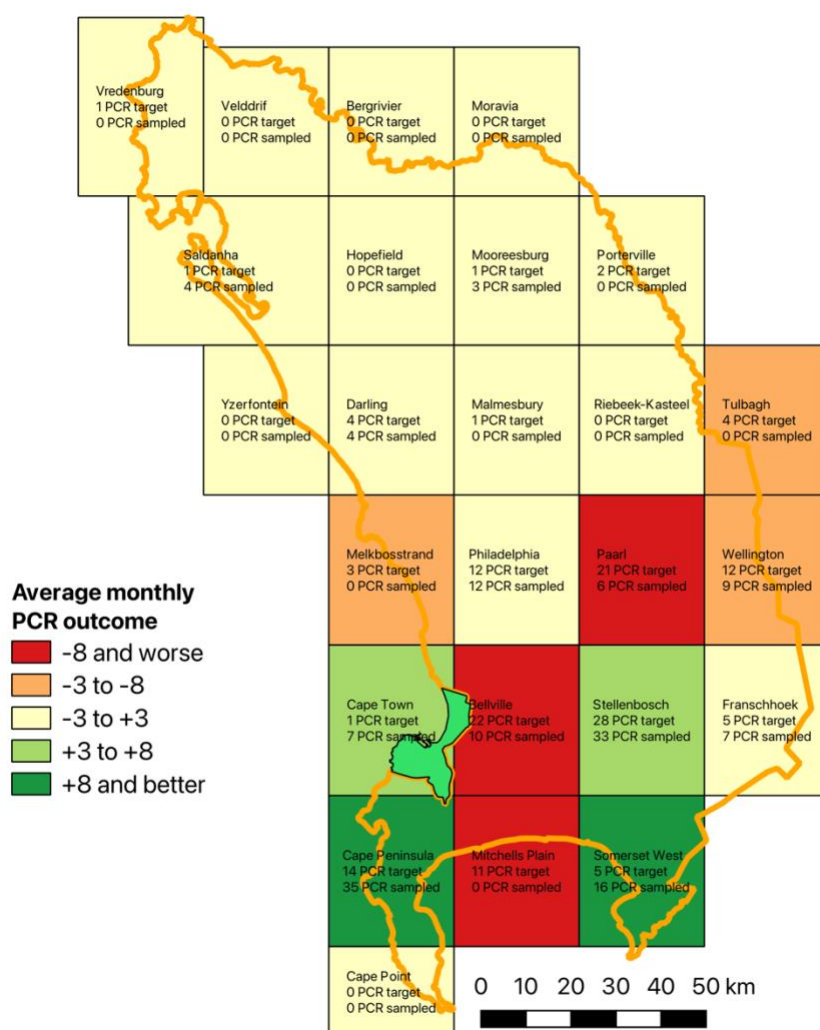 Vredenburg
1 PCR target
0 PCR sampled
Velddrif
0 PCR target
0 PCR sampled
Bergrivier
0 PCR target
0 PCR sampled
Moravia
0 PCR target
0 PCR sampled
Saldanha
1 PCR target
4 PCR sampled
Hopefield
0 PCR target
0 PCR sampled
Mooreesburg
1 PCR target
3 PCR sampled
Porterville
2 PCR target
0 PCR sampled
Yzerfontein
0 PCR target
0 PCR sampled
Darling
4 PCR target
4 PCR sampled
Malmesbury
1 PCR target
0 PCR sampled
Riebeek-Kasteel
0 PCR target
0 PCR sampled
Tulbagh
4 PCR target
0 PCR sampled
Melkbosstrand
3 PCR target
0 PCR sampled
Philadelphia
12 PCR target
12 PCR sampled
Paarl
21 PCR target
6 PCR sampled
Wellington
12 PCR target
9 PCR sampled
Average monthly
PCR outcome
-8 and worse
-3 to -8
-3 to +3
+3 to +8
+8 and better
Cape Town
1 PCR target
7 PCR sampled
Bellville
22 PCR target
10 PCR sampled
Stellenbosch
28 PCR target
33 PCR sampled
Franschhoek
5 PCR target
7 PCR sampled
Cape Peninsula
14 PCR target
35 PCR sampled
Mitchells Plain
11 PCR target
0 PCR sampled
Somerset West
5 PCR target
16 PCR sampled
Cape Point
0 PCR target
0 PCR sampled
0 10 20 30 40 50 km